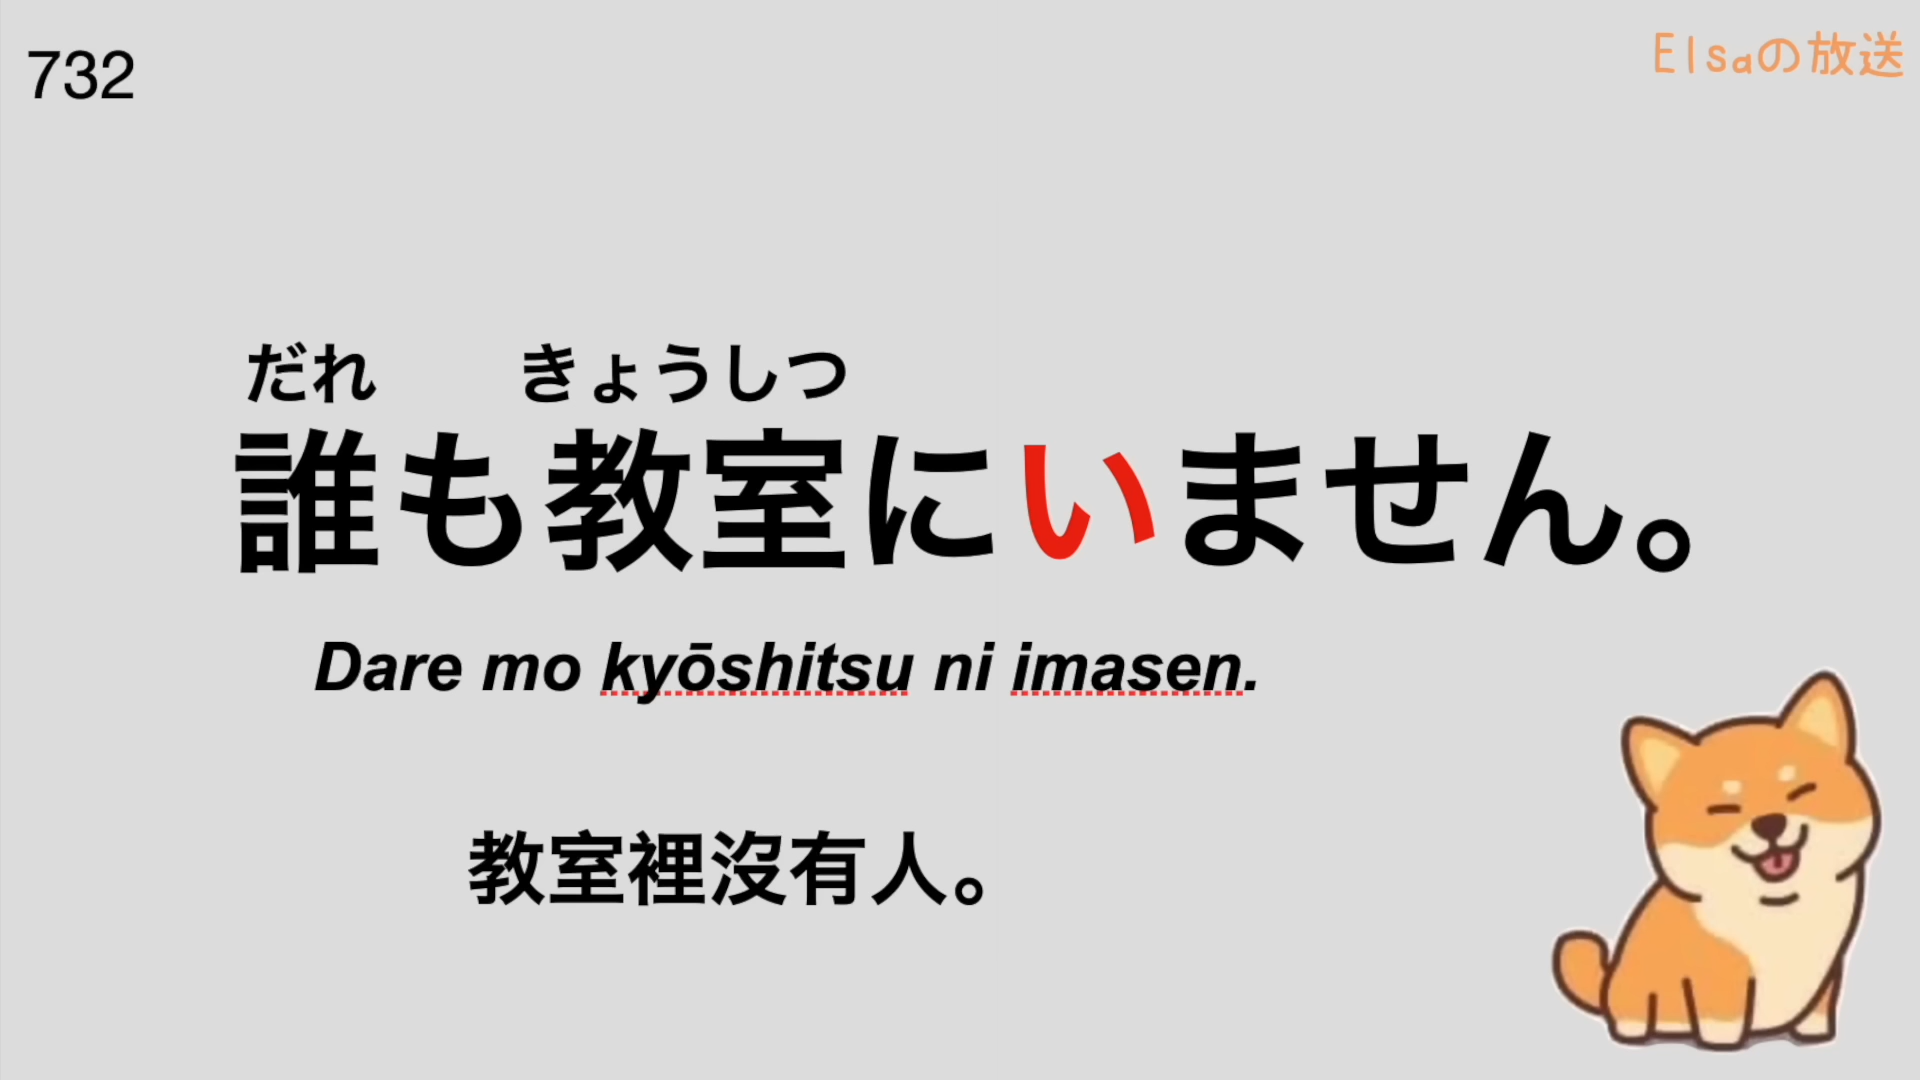 732
Elsaの放送
だれ きょうしつ
誰も教室にいません。
Dare mo kyōshitsu ni imasen.
教室裡沒有人。